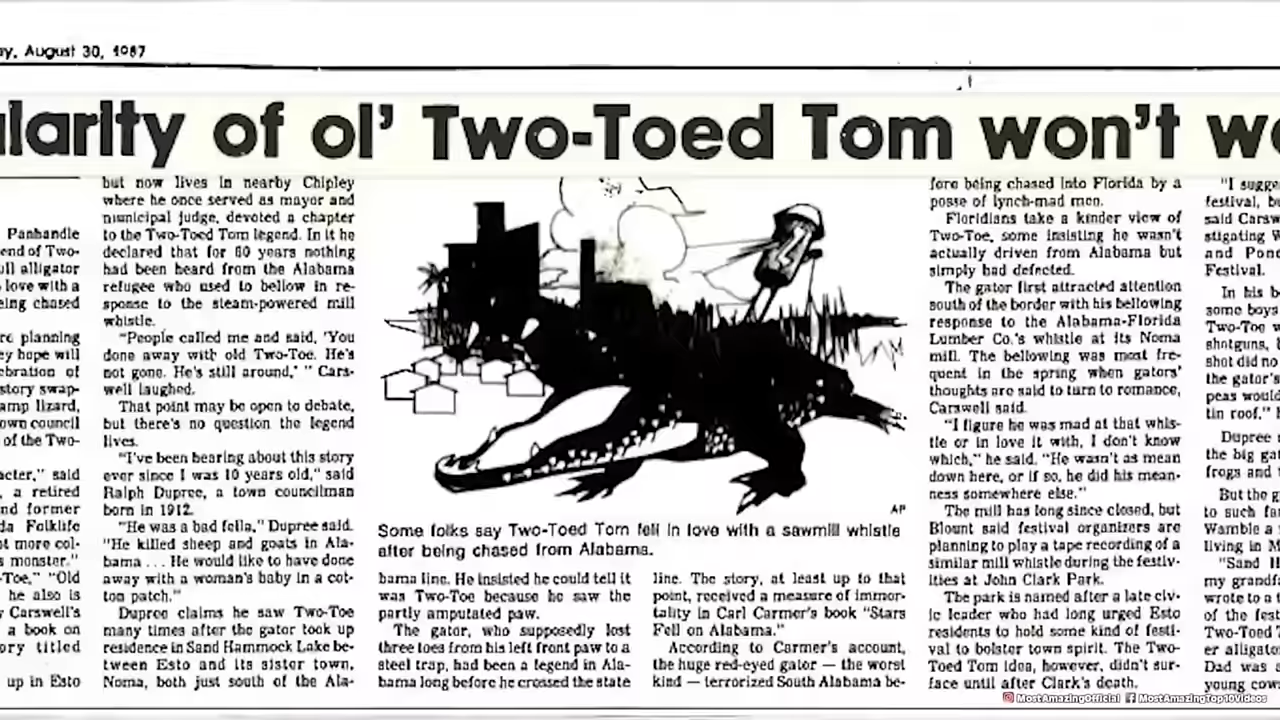 ay, August 30, 1987
ularity of ol' Two-Toed Tom won't we
Panhandle
end of Two-
ull alligator
love with a
eing chased
re planning
ey hope will
ebration of
story swap-
amp lizard,
own council
of the Two-
acter," said
, a retired
nd former
da Folklife
ot more col-
s monster."
-Toe," "Old
he also is
y Carswell's
a book on
ory titled
up in Esto
but now lives in nearby Chipley
where he once served as mayor and
municipal judge, devoted a chapter
to the Two-Toed Tom legend. In it he
declared that for 60 years nothing
had been heard from the Alabama
refugee who used to bellow in re-
sponse to the steam-powered mill
whistle.
"People called me and said, 'You
done away with old Two-Toe. He's
not gone. He's still around,' " Cars-
well laughed.
That point may be open to debate,
but there's no question the legend
lives.
"I've been hearing about this story
ever since I was 10 years old," said
Ralph Dupree, a town councilman
born in 1912.
"He was a bad fella," Dupree said.
"He killed sheep and goats in Ala-
bama . . . He would like to have done
away with a woman's baby in a cot-
ton patch."
Dupree claims he saw Two-Toe
many times after the gator took up
residence in Sand Hammock Lake be-
tween Esto and its sister town,
Noma, both just south of the Ala-
AP
Some folks say Two-Toed Tom fell in love with a sawmill whistle
after being chased from Alabama.
bama line. He insisted he could tell it
was Two-Toe because he saw the
partly amputated paw.
The gator, who supposedly lost
three toes from his left front paw to a
steel trap, had been a legend in Ala-
bama long before he crossed the state
line. The story, at least up to that
point, received a measure of immor-
tality in Carl Carmer's book "Stars
Fell on Alabama."
According to Carmer's account,
the huge red-eyed gator — the worst
kind — terrorized South Alabama be-
fore being chased into Florida by a
posse of lynch-mad men.
Floridians take a kinder view of
Two-Toe, some insisting he wasn't
actually driven from Alabama but
simply had defected.
The gator first attracted attention
south of the border with his bellowing
response to the Alabama-Florida
Lumber Co.'s whistle at its Noma
mill. The bellowing was most fre-
quent in the spring when gators'
thoughts are said to turn to romance,
Carswell said.
"I figure he was mad at that whis-
tle or in love it with, I don't know
which," he said. "He wasn't as mean
down here, or if so, he did his mean-
ness somewhere else."
The mill has long since closed, but
Blount said festival organizers are
planning to play a tape recording of a
similar mill whistle during the festiv-
ities at John Clark Park.
The park is named after a late civ-
ic leader who had long urged Esto
residents to hold some kind of festi-
val to bolster town spirit. The Two-
Toed Tom idea, however, didn't sur-
face until after Clark's death.
"I sugge
festival, bu
said Carsw
stigating W
and Ponc
Festival.
In his b
some boys
Two-Toe w
shotguns, b
shot did no
the gator's
peas would
tin roof."
Dupree
the big gat
frogs and t
But the g
to such fa
Wamble a
living in M
"Sand H
my grandf
wrote to a t
of the fest
Two-Toed T
er alligato
Dad was a
young cow
MostAmazingOfficial MostAmazingTop10Videos